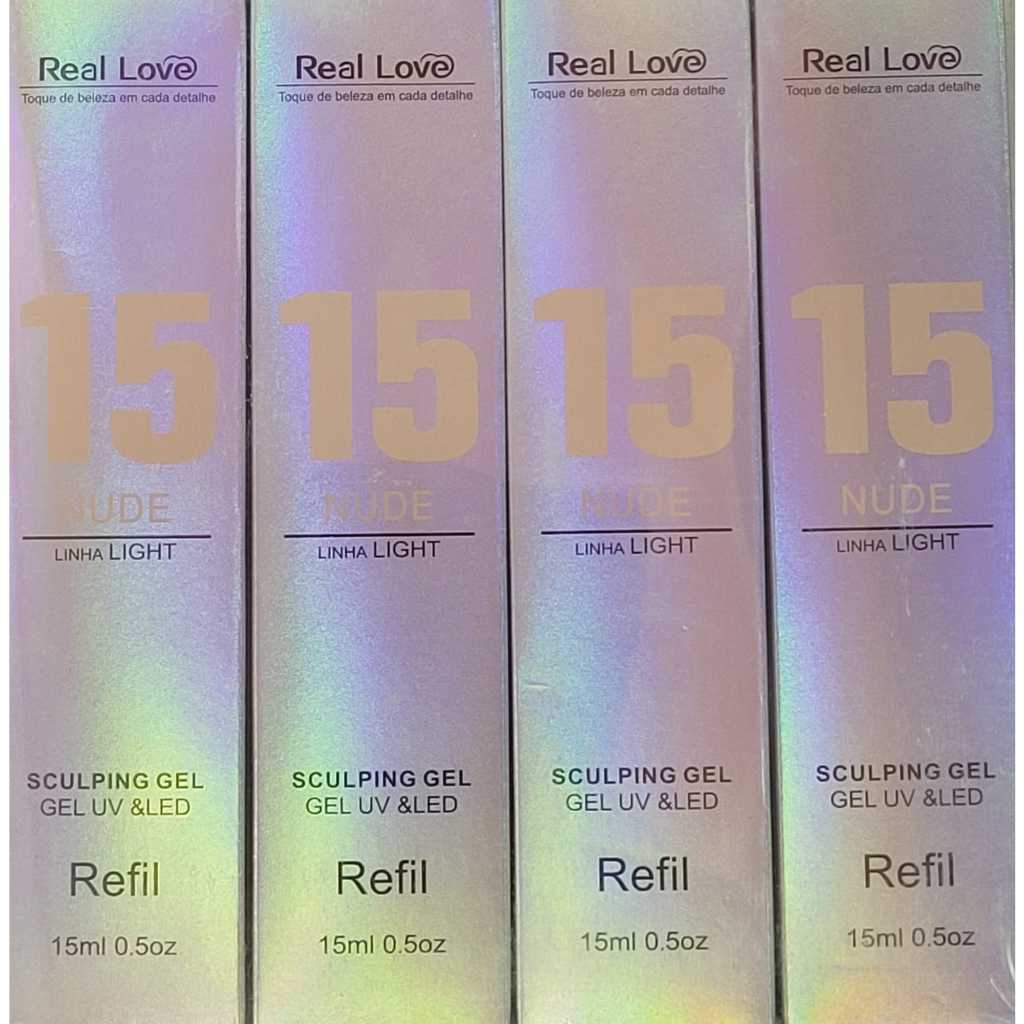 Real Love
Toque de beleza em cada detalhe
15
NUDE
LINHA LIGHT
SCULPING GEL
GEL UV &LED
Refil
15ml 0.5oz
Real Love
Toque de beleza em cada detalhe
15
NUDE
LINHA LIGHT
SCULPING GEL
GEL UV &LED
Refil
15ml 0.5oz
Real Love
Toque de beleza em cada detalhe
15
NUDE
LINHA LIGHT
SCULPING GEL
GEL UV &LED
Refil
15ml 0.5oz
Real Love
Toque de beleza em cada detalhe
15
NUDE
LINHA LIGHT
SCULPING GEL
GEL UV &LED
Refil
15ml 0.5oz